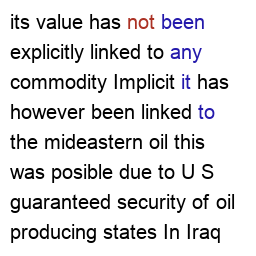 its value has not been
explicitly linked to any
commodity Implicit it has
however been linked to
the mideastern oil this
was posible due to U S
guaranteed security of oil
producing states In Iraq